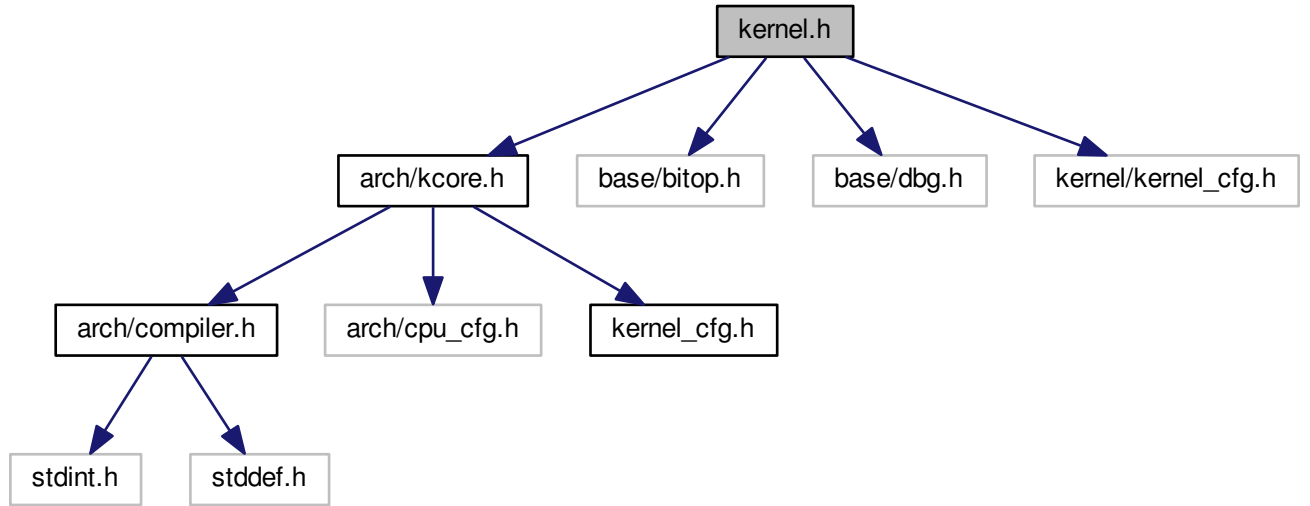 kernel.h
arch/kcore.h
base/bitop.h
base/dbg.h
kernel/kernel_cfg.h
arch/compiler.h
arch/cpu_cfg.h
kernel_cfg.h
stdint.h
stddef.h